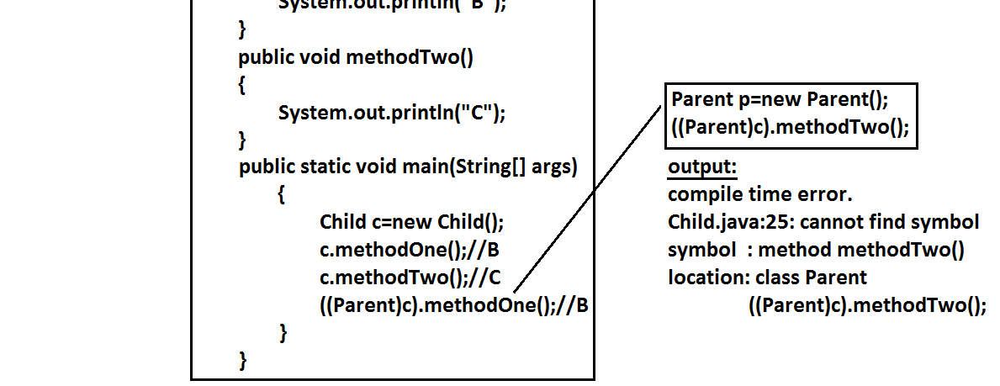 System.out.println("B");
}
public void methodTwo()
{
System.out.println("C");
}
public static void main(String[] args)
{
Child c=new Child();
c.methodOne();//B
c.methodTwo();//C
((Parent)c).methodOne();//B
}
}
Parent p=new Parent();
((Parent)c).methodTwo();
output:
compile time error.
Child.java:25: cannot find symbol
symbol  : method methodTwo()
location: class Parent
((Parent)c).methodTwo();